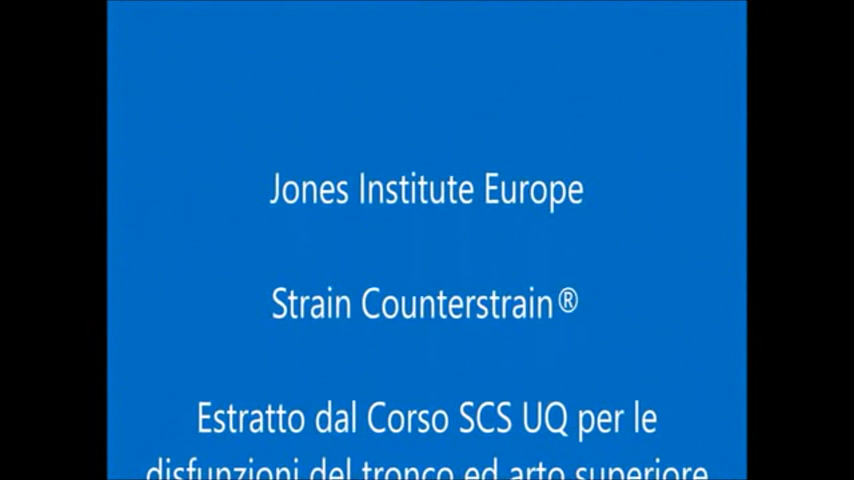 Jones Institute Europe
Strain Counterstrain®
Estratto dal Corso SCS UQ per le
disfunzioni del tronco ed arto superiore